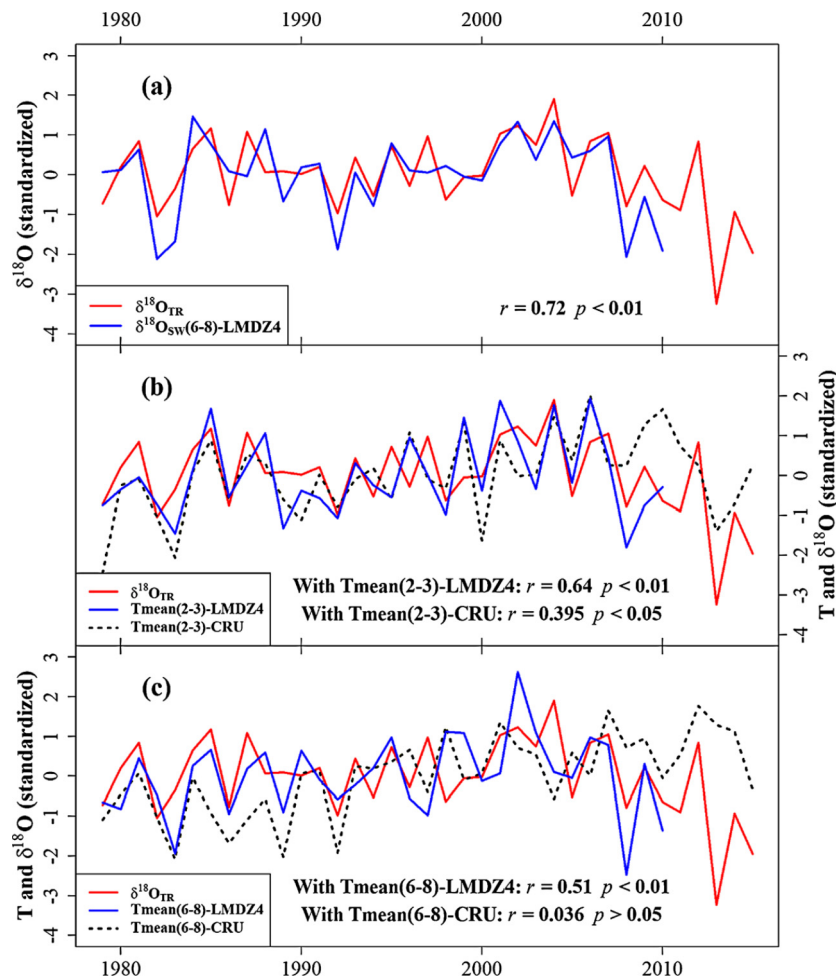 1980 1990 2000 2010
(a)
3
2
1
0
-1
-2
-3
-4
δ¹⁸O (standardized)
δ¹⁸O_TR
δ¹⁸O_SW(6-8)-LMDZ4
r = 0.72 p < 0.01
(b)
3
2
1
0
-1
-2
-3
-4
T and δ¹⁸O (standardized)
δ¹⁸O_TR
Tmean(2-3)-LMDZ4
Tmean(2-3)-CRU
With Tmean(2-3)-LMDZ4: r = 0.64 p < 0.01
With Tmean(2-3)-CRU: r = 0.395 p < 0.05
(c)
3
2
1
0
-1
-2
-3
-4
T and δ¹⁸O (standardized)
δ¹⁸O_TR
Tmean(6-8)-LMDZ4
Tmean(6-8)-CRU
With Tmean(6-8)-LMDZ4: r = 0.51 p < 0.01
With Tmean(6-8)-CRU: r = 0.036 p > 0.05
1980 1990 2000 2010